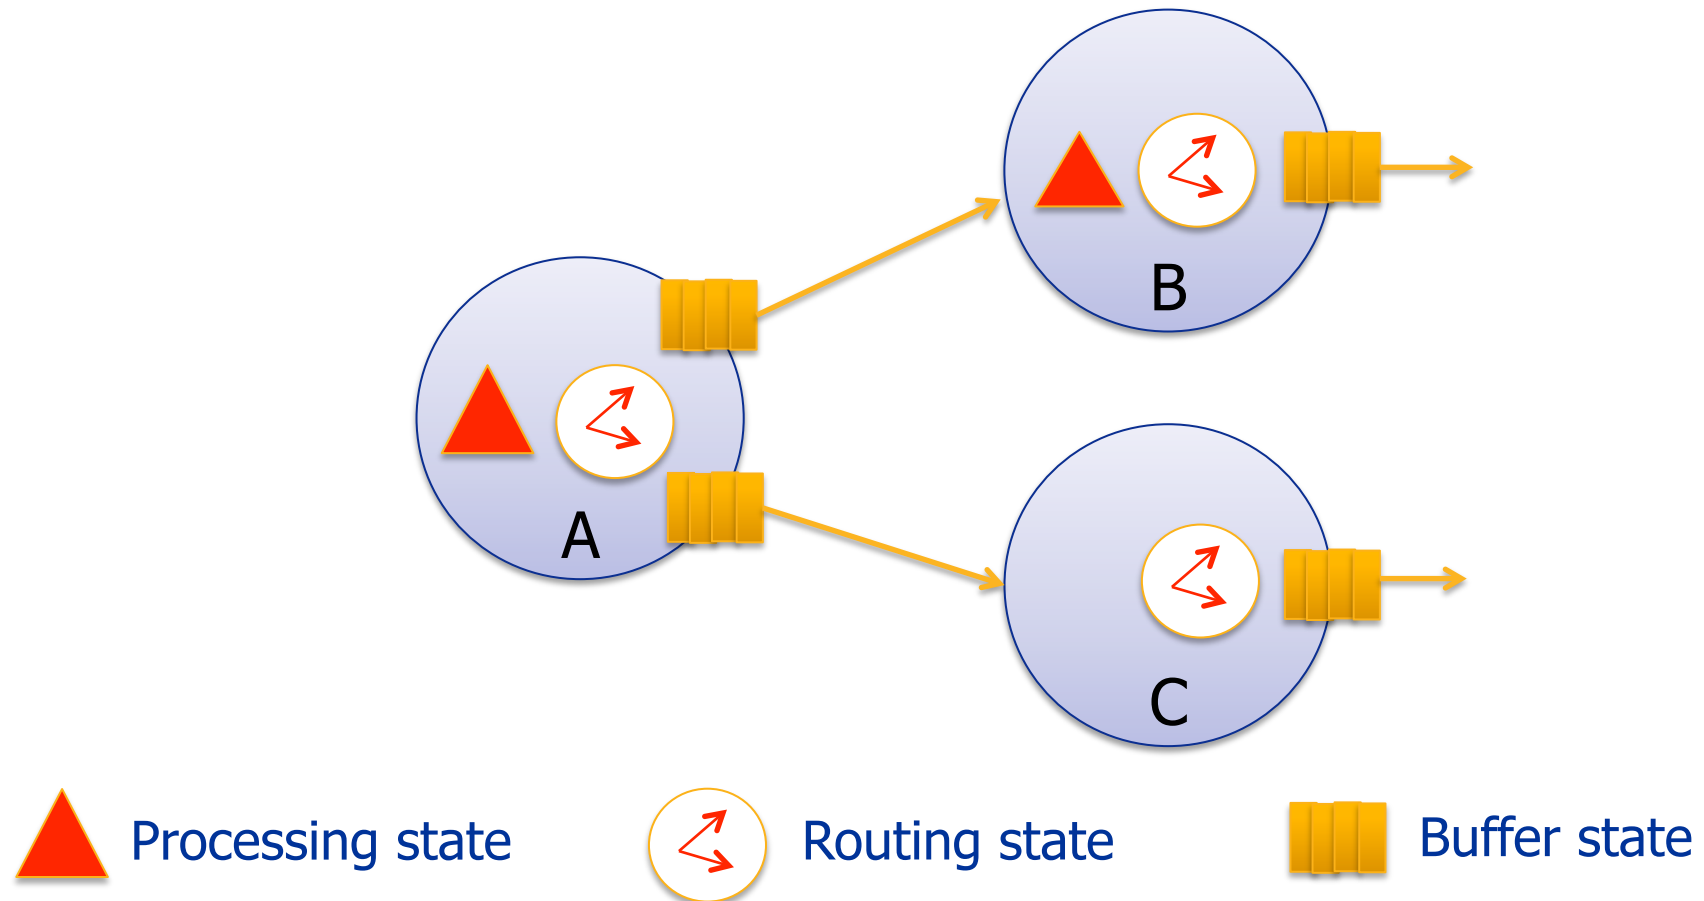 B
A
C
Processing state
Routing state
Buffer state